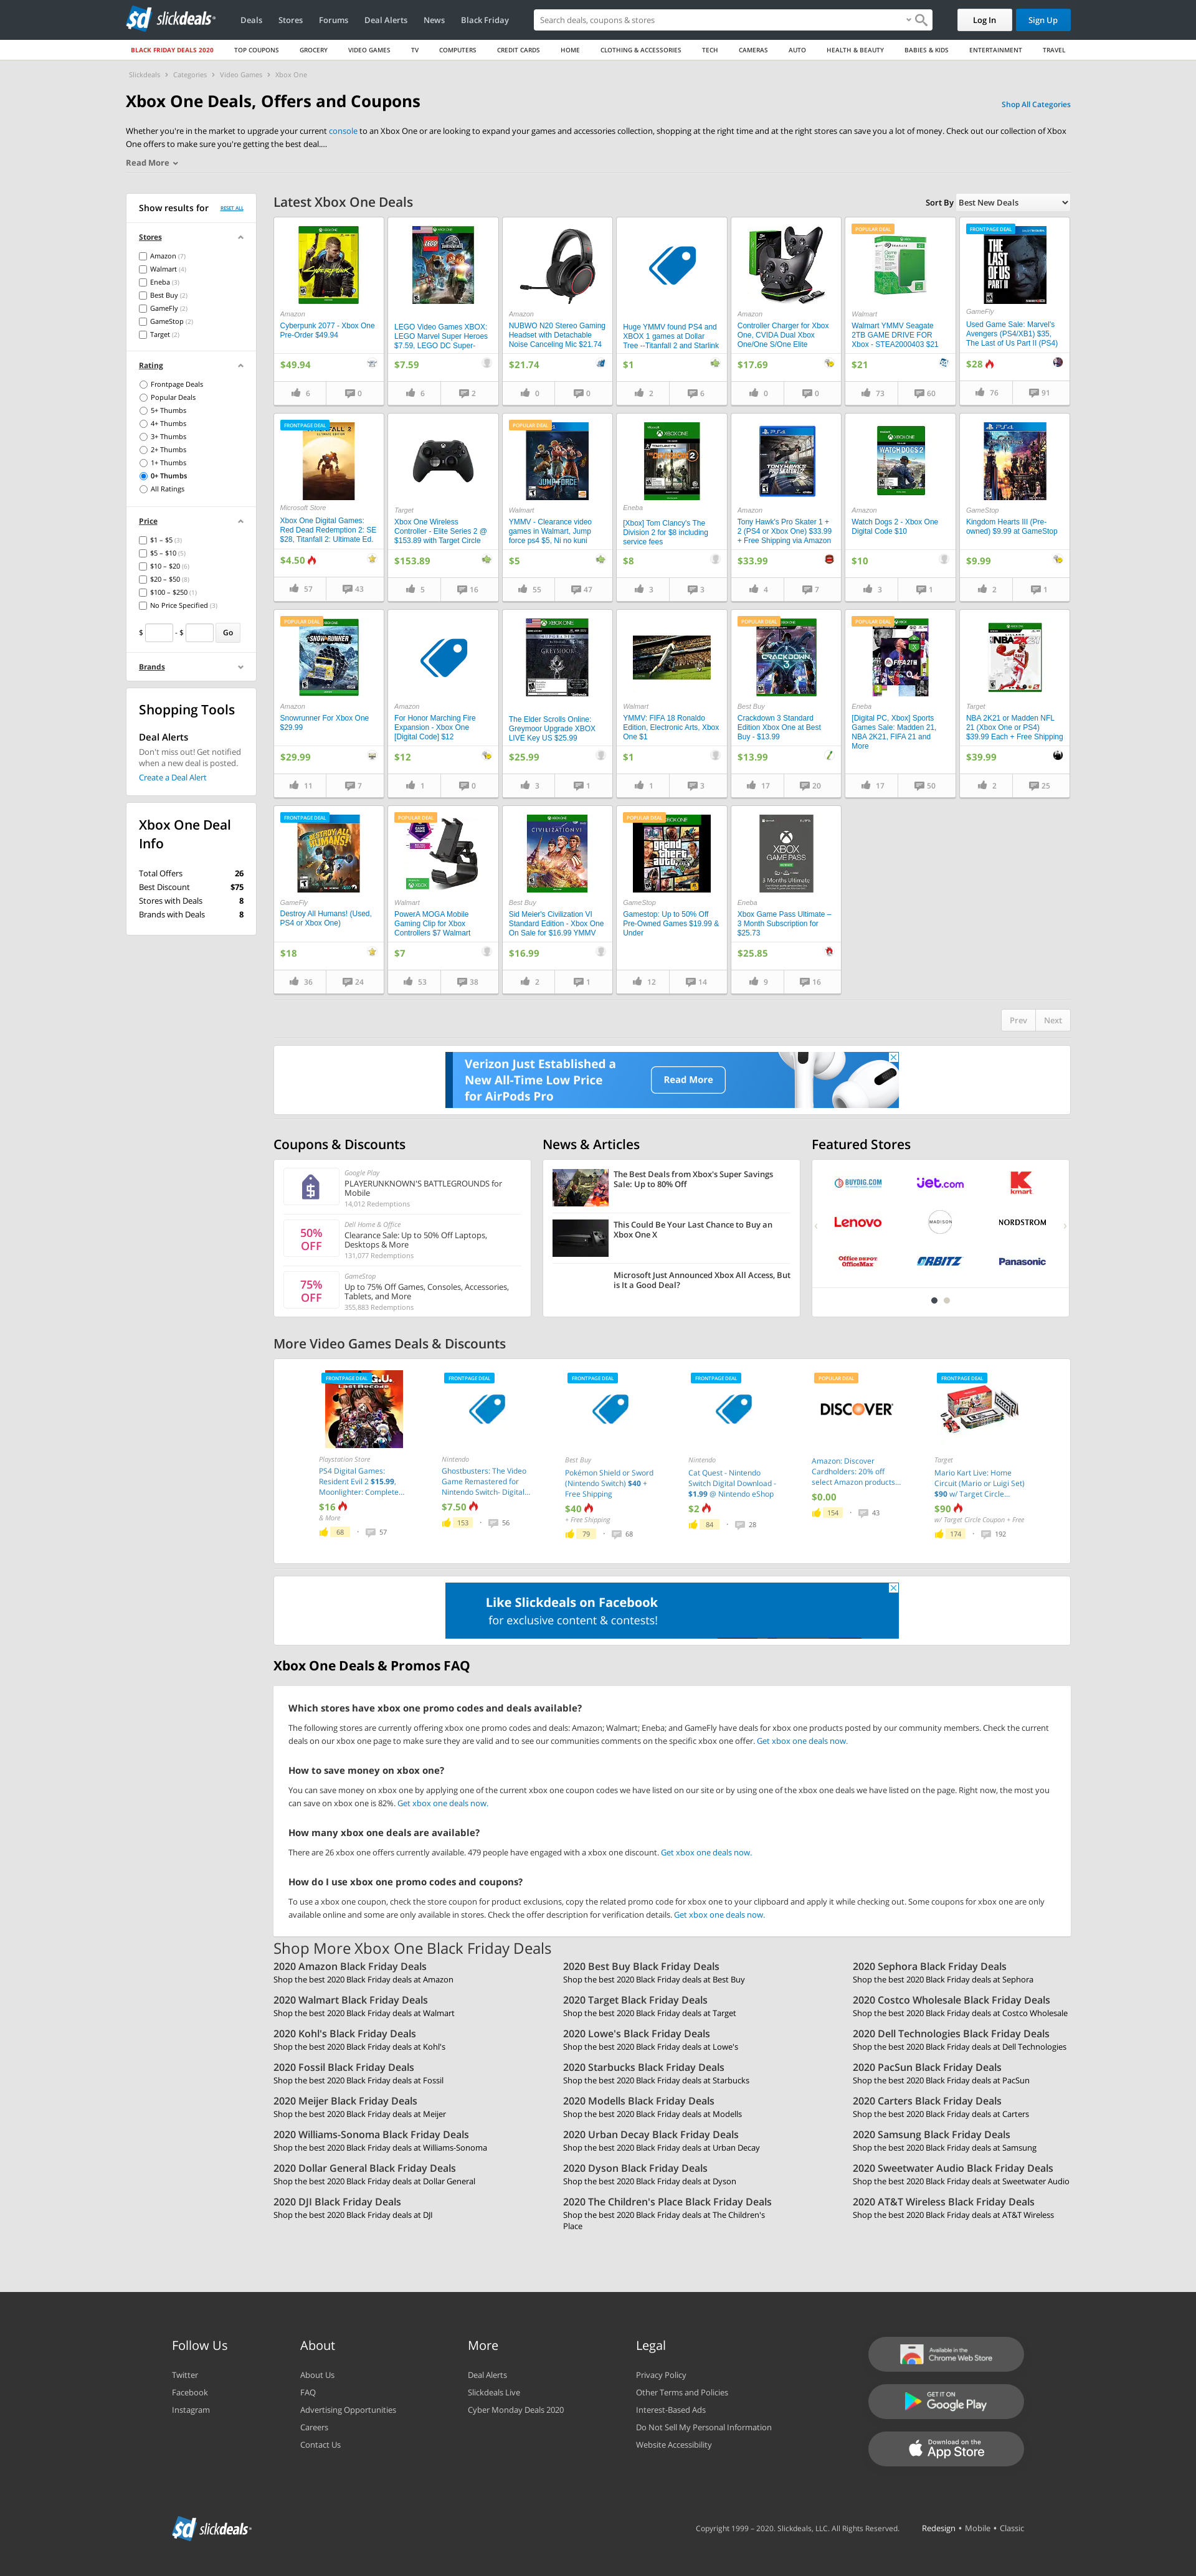 sd slickdeals
Deals
Stores
Forums
Deal Alerts
News
Black Friday
Search deals, coupons & stores
Log In
Sign Up
BLACK FRIDAY DEALS 2020
TOP COUPONS
GROCERY
VIDEO GAMES
TV
COMPUTERS
CREDIT CARDS
HOME
CLOTHING & ACCESSORIES
TECH
CAMERAS
AUTO
HEALTH & BEAUTY
BABIES & KIDS
ENTERTAINMENT
TRAVEL
Slickdeals > Categories > Video Games > Xbox One
Xbox One Deals, Offers and Coupons
Shop All Categories
Whether you're in the market to upgrade your current console to an Xbox One or are looking to expand your games and accessories collection, shopping at the right time and at the right stores can save you a lot of money. Check out our collection of Xbox
One offers to make sure you're getting the best deal....
Read More
Show results for
RESET ALL
Stores
Amazon (7)
Walmart (4)
Eneba (3)
Best Buy (2)
GameFly (2)
GameStop (2)
Target (2)
Rating
Frontpage Deals
Popular Deals
5+ Thumbs
4+ Thumbs
3+ Thumbs
2+ Thumbs
1+ Thumbs
0+ Thumbs
All Ratings
Price
$1 – $5 (3)
$5 – $10 (5)
$10 – $20 (6)
$20 – $50 (8)
$100 – $250 (1)
No Price Specified (3)
$ - $ Go
Brands
Shopping Tools
Deal Alerts
Don't miss out! Get notified
when a new deal is posted.
Create a Deal Alert
Xbox One Deal
Info
Total Offers 26
Best Discount $75
Stores with Deals 8
Brands with Deals 8
Latest Xbox One Deals
Sort By Best New Deals
Amazon
Cyberpunk 2077 - Xbox One
Pre-Order $49.94
$49.94
6
0
LEGO Video Games XBOX:
LEGO Marvel Super Heroes
$7.59, LEGO DC Super-
$7.59
6
2
Amazon
NUBWO N20 Stereo Gaming
Headset with Detachable
Noise Canceling Mic $21.74
$21.74
0
0
Huge YMMV found PS4 and
XBOX 1 games at Dollar
Tree --Titanfall 2 and Starlink
$1
2
6
Amazon
Controller Charger for Xbox
One, CVIDA Dual Xbox
One/One S/One Elite
$17.69
0
0
POPULAR DEAL
Walmart
Walmart YMMV Seagate
2TB GAME DRIVE FOR
Xbox - STEA2000403 $21
$21
73
60
FRONTPAGE DEAL
THE LAST OF US PART II
GameFly
Used Game Sale: Marvel's
Avengers (PS4/XB1) $35,
The Last of Us Part II (PS4)
$28
76
91
FRONTPAGE DEAL
Microsoft Store
Xbox One Digital Games:
Red Dead Redemption 2: SE
$28, Titanfall 2: Ultimate Ed.
$4.50
57
43
Target
Xbox One Wireless
Controller - Elite Series 2 @
$153.89 with Target Circle
$153.89
5
16
POPULAR DEAL
JUMP FORCE
Walmart
YMMV - Clearance video
games in Walmart, Jump
force ps4 $5, Ni no kuni
$5
55
47
XBOX ONE
THE DIVISION 2
Eneba
[Xbox] Tom Clancy's The
Division 2 for $8 including
service fees
$8
3
3
PS4
TONY HAWK'S PRO SKATER
Amazon
Tony Hawk's Pro Skater 1 +
2 (PS4 or Xbox One) $33.99
+ Free Shipping via Amazon
$33.99
4
7
WATCH DOGS 2
Amazon
Watch Dogs 2 - Xbox One
Digital Code $10
$10
3
1
PS4
GameStop
Kingdom Hearts III (Pre-
owned) $9.99 at GameStop
$9.99
2
1
POPULAR DEAL
SNOWRUNNER
Amazon
Snowrunner For Xbox One
$29.99
$29.99
11
7
Amazon
For Honor Marching Fire
Expansion - Xbox One
[Digital Code] $12
$12
1
0
GREYMOOR
The Elder Scrolls Online:
Greymoor Upgrade XBOX
LIVE Key US $25.99
$25.99
3
1
Walmart
YMMV: FIFA 18 Ronaldo
Edition, Electronic Arts, Xbox
One $1
$1
1
3
POPULAR DEAL
CRACKDOWN 3
Best Buy
Crackdown 3 Standard
Edition Xbox One at Best
Buy - $13.99
$13.99
17
20
POPULAR DEAL
FIFA 21
Eneba
[Digital PC, Xbox] Sports
Games Sale: Madden 21,
NBA 2K21, FIFA 21 and
More
17
50
NBA 2K21
Target
NBA 2K21 or Madden NFL
21 (Xbox One or PS4)
$39.99 Each + Free Shipping
$39.99
2
25
FRONTPAGE DEAL
DESTROY ALL HUMANS!
GameFly
Destroy All Humans! (Used,
PS4 or Xbox One)
$18
36
24
POPULAR DEAL
Walmart
PowerA MOGA Mobile
Gaming Clip for Xbox
Controllers $7 Walmart
$7
53
38
CIVILIZATION VI
Best Buy
Sid Meier's Civilization VI
Standard Edition - Xbox One
On Sale for $16.99 YMMV
$16.99
2
1
POPULAR DEAL
grand theft auto
GameStop
Gamestop: Up to 50% Off
Pre-Owned Games $19.99 &
Under
12
14
XBOX
GAME PASS
3 Months Ultimate
Eneba
Xbox Game Pass Ultimate –
3 Month Subscription for
$25.73
$25.85
9
16
Prev
Next
Verizon Just Established a
New All-Time Low Price
for AirPods Pro
Read More
Coupons & Discounts
Google Play
PLAYERUNKNOWN'S BATTLEGROUNDS for
Mobile
14,012 Redemptions
50%
OFF
Dell Home & Office
Clearance Sale: Up to 50% Off Laptops,
Desktops & More
131,077 Redemptions
75%
OFF
GameStop
Up to 75% Off Games, Consoles, Accessories,
Tablets, and More
355,883 Redemptions
News & Articles
The Best Deals from Xbox's Super Savings
Sale: Up to 80% Off
This Could Be Your Last Chance to Buy an
Xbox One X
Microsoft Just Announced Xbox All Access, But
is It a Good Deal?
Featured Stores
BUYDIG.COM
Jet.com
kmart
Lenovo
MADISON
NORDSTROM
Office DEPOT
OfficeMax
ORBITZ
Panasonic
More Video Games Deals & Discounts
FRONTPAGE DEAL
Playstation Store
PS4 Digital Games:
Resident Evil 2 $15.99,
Moonlighter: Complete...
$16
& More
68
57
FRONTPAGE DEAL
Nintendo
Ghostbusters: The Video
Game Remastered for
Nintendo Switch- Digital...
$7.50
153
56
FRONTPAGE DEAL
Best Buy
Pokémon Shield or Sword
(Nintendo Switch) $40 +
Free Shipping
$40
+ Free Shipping
79
68
FRONTPAGE DEAL
Nintendo
Cat Quest - Nintendo
Switch Digital Download -
$1.99 @ Nintendo eShop
$2
84
28
POPULAR DEAL
DISCOVER
Amazon: Discover
Cardholders: 20% off
select Amazon products...
$0.00
154
43
FRONTPAGE DEAL
Target
Mario Kart Live: Home
Circuit (Mario or Luigi Set)
$90 w/ Target Circle...
$90
w/ Target Circle Coupon + Free
174
192
Like Slickdeals on Facebook
for exclusive content & contests!
Xbox One Deals & Promos FAQ
Which stores have xbox one promo codes and deals available?
The following stores are currently offering xbox one promo codes and deals: Amazon; Walmart; Eneba; and GameFly have deals for xbox one products posted by our community members. Check the current
deals on our xbox one page to make sure they are valid and to see our communities comments on the specific xbox one offer. Get xbox one deals now.
How to save money on xbox one?
You can save money on xbox one by applying one of the current xbox one coupon codes we have listed on our site or by using one of the xbox one deals we have listed on the page. Right now, the most you
can save on xbox one is 82%. Get xbox one deals now.
How many xbox one deals are available?
There are 26 xbox one offers currently available. 479 people have engaged with a xbox one discount. Get xbox one deals now.
How do I use xbox one promo codes and coupons?
To use a xbox one coupon, check the store coupon for product exclusions, copy the related promo code for xbox one to your clipboard and apply it while checking out. Some coupons for xbox one are only
available online and some are only available in stores. Check the offer description for verification details. Get xbox one deals now.
Shop More Xbox One Black Friday Deals
2020 Amazon Black Friday Deals
Shop the best 2020 Black Friday deals at Amazon
2020 Best Buy Black Friday Deals
Shop the best 2020 Black Friday deals at Best Buy
2020 Sephora Black Friday Deals
Shop the best 2020 Black Friday deals at Sephora
2020 Walmart Black Friday Deals
Shop the best 2020 Black Friday deals at Walmart
2020 Target Black Friday Deals
Shop the best 2020 Black Friday deals at Target
2020 Costco Wholesale Black Friday Deals
Shop the best 2020 Black Friday deals at Costco Wholesale
2020 Kohl's Black Friday Deals
Shop the best 2020 Black Friday deals at Kohl's
2020 Lowe's Black Friday Deals
Shop the best 2020 Black Friday deals at Lowe's
2020 Dell Technologies Black Friday Deals
Shop the best 2020 Black Friday deals at Dell Technologies
2020 Fossil Black Friday Deals
Shop the best 2020 Black Friday deals at Fossil
2020 Starbucks Black Friday Deals
Shop the best 2020 Black Friday deals at Starbucks
2020 PacSun Black Friday Deals
Shop the best 2020 Black Friday deals at PacSun
2020 Meijer Black Friday Deals
Shop the best 2020 Black Friday deals at Meijer
2020 Modells Black Friday Deals
Shop the best 2020 Black Friday deals at Modells
2020 Carters Black Friday Deals
Shop the best 2020 Black Friday deals at Carters
2020 Williams-Sonoma Black Friday Deals
Shop the best 2020 Black Friday deals at Williams-Sonoma
2020 Urban Decay Black Friday Deals
Shop the best 2020 Black Friday deals at Urban Decay
2020 Samsung Black Friday Deals
Shop the best 2020 Black Friday deals at Samsung
2020 Dollar General Black Friday Deals
Shop the best 2020 Black Friday deals at Dollar General
2020 Dyson Black Friday Deals
Shop the best 2020 Black Friday deals at Dyson
2020 Sweetwater Audio Black Friday Deals
Shop the best 2020 Black Friday deals at Sweetwater Audio
2020 DJI Black Friday Deals
Shop the best 2020 Black Friday deals at DJI
2020 The Children's Place Black Friday Deals
Shop the best 2020 Black Friday deals at The Children's
Place
2020 AT&T Wireless Black Friday Deals
Shop the best 2020 Black Friday deals at AT&T Wireless
Follow Us
Twitter
Facebook
Instagram
About
About Us
FAQ
Advertising Opportunities
Careers
Contact Us
More
Deal Alerts
Slickdeals Live
Cyber Monday Deals 2020
Legal
Privacy Policy
Other Terms and Policies
Interest-Based Ads
Do Not Sell My Personal Information
Website Accessibility
Available in the
Chrome Web Store
GET IT ON
Google Play
Download on the
App Store
sd slickdeals
Copyright 1999 – 2020. Slickdeals, LLC. All Rights Reserved.
Redesign • Mobile • Classic